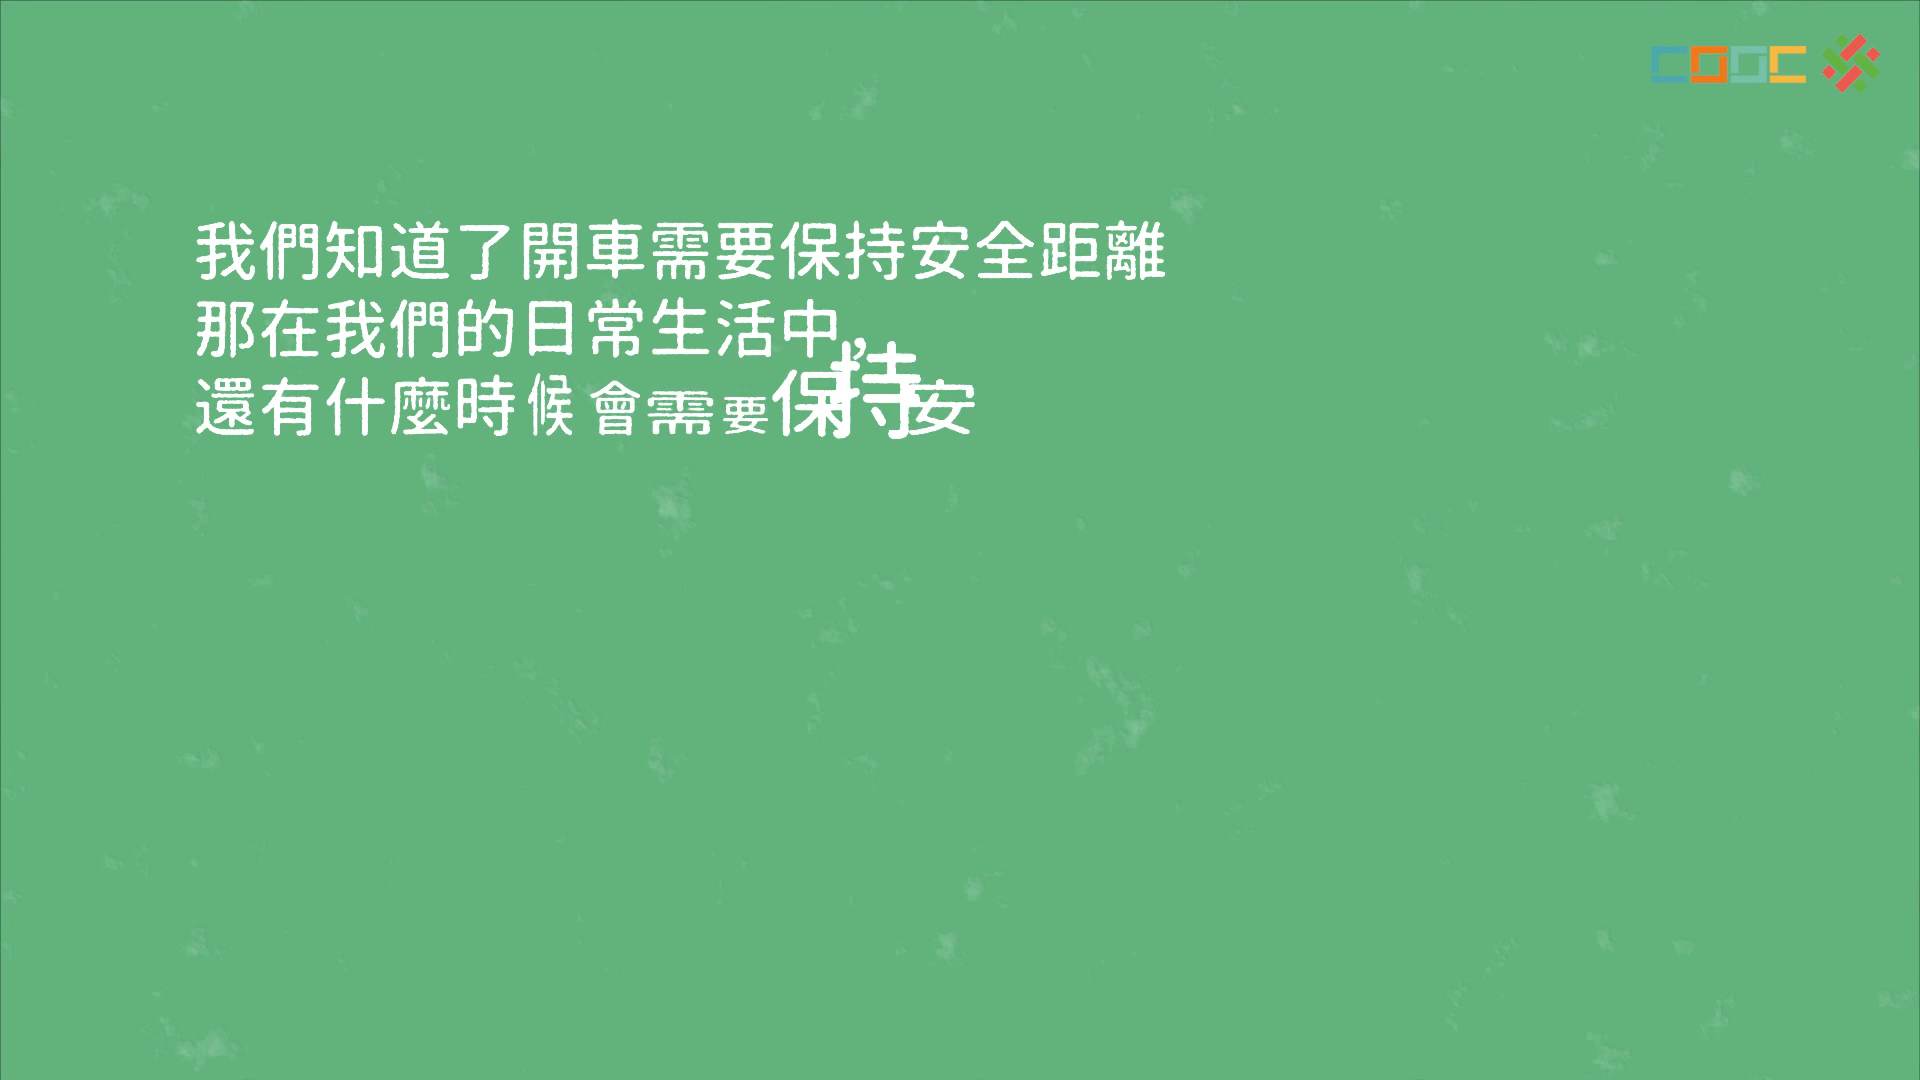 我們知道了開車需要保持安全距離
那在我們的日常生活中，
還有什麼時候會需要保持安
COOC